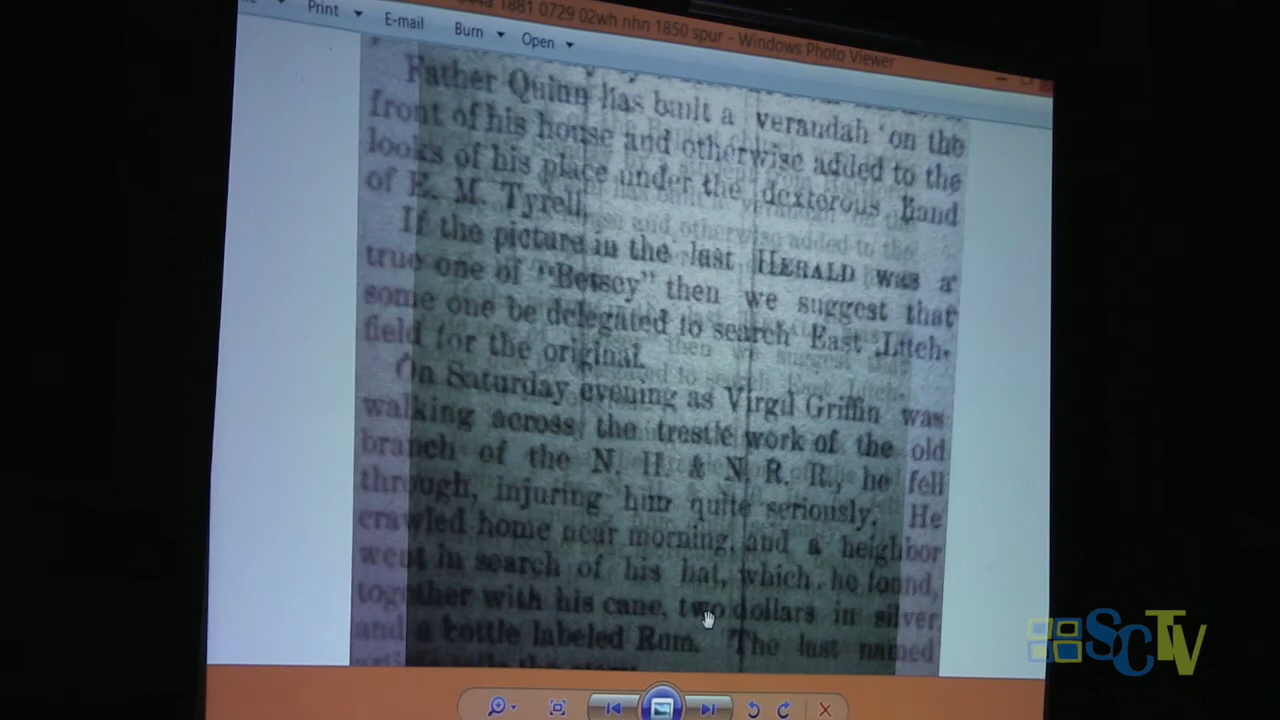 Print E-mail Burn Open
1881 0729 02wh nhn 1850 spur - Windows Photo Viewer
Father Quinn has built a verandah on the
front of his house and otherwise added to the
looks of his place under the dexterous hand
of E. M. Tyrell.
If the picture in the last HERALD was a
true one of "Betsey" then we suggest that
some one be delegated to search East Litch-
field for the original.
On Saturday evening as Virgil Griffin was
walking across the trestle work of the old
branch of the N. H. & N. R. R., he fell
through, injuring him quite seriously. He
crawled home near morning, and a neighbor
went in search of his hat, which he found,
together with his cane, two dollars in silver
and a bottle labeled Rum. The last named
SCTV